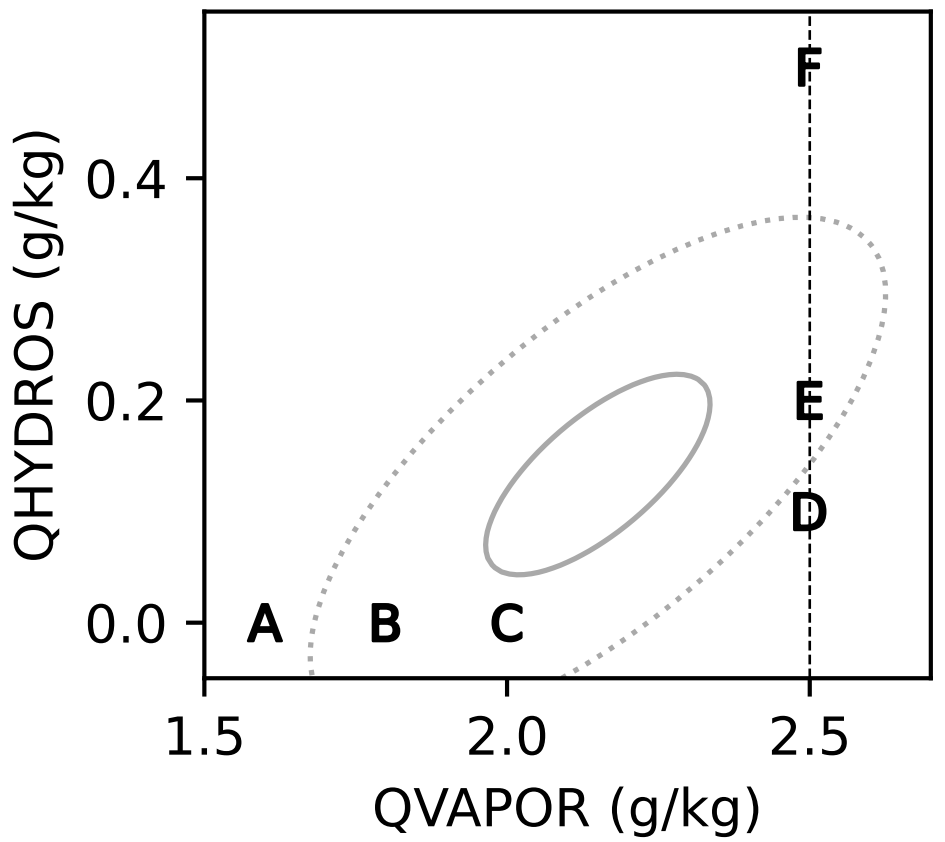 F
0.4
QHYDROS (g/kg)
0.2
E
D
0.0
A B C
1.5 2.0 2.5
QVAPOR (g/kg)